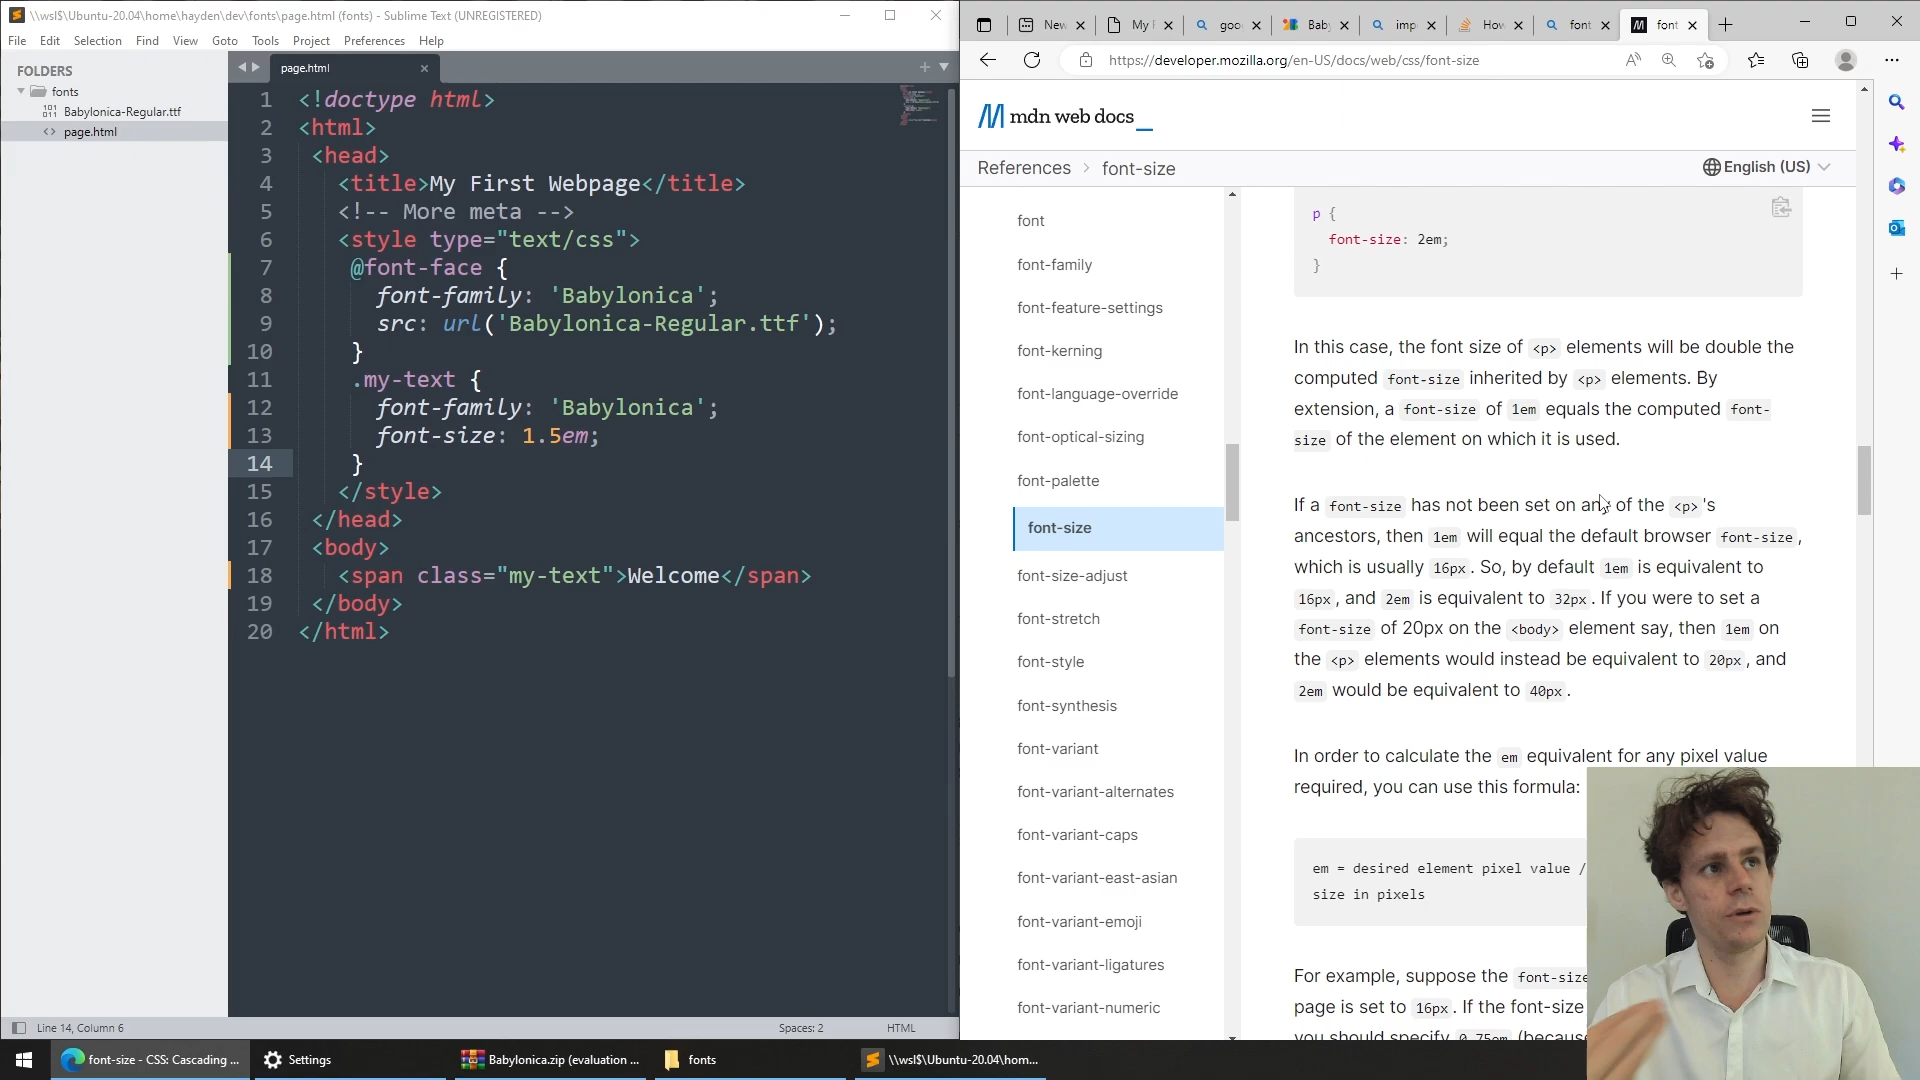 \\wsl$\Ubuntu-20.04\home\hayden\dev\fonts\page.html (fonts) - Sublime Text (UNREGISTERED)
File Edit Selection Find View Goto Tools Project Preferences Help
FOLDERS
fonts
Babylonica-Regular.ttf
page.html
page.html
1 <!doctype html>
2 <html>
3 <head>
4 <title>My First Webpage</title>
5 <!-- More meta -->
6 <style type="text/css">
7 @font-face {
8 font-family: 'Babylonica';
9 src: url('Babylonica-Regular.ttf');
10 }
11 .my-text {
12 font-family: 'Babylonica';
13 font-size: 1.5em;
14 }
15 </style>
16 </head>
17 <body>
18 <span class="my-text">Welcome</span>
19 </body>
20 </html>
Line 14, Column 6
Spaces: 2
HTML
New
My
goo
Baby
imp
How
font
font
https://developer.mozilla.org/en-US/docs/web/css/font-size
mdn web docs_
References > font-size
English (US)
font
font-family
font-feature-settings
font-kerning
font-language-override
font-optical-sizing
font-palette
font-size
font-size-adjust
font-stretch
font-style
font-synthesis
font-variant
font-variant-alternates
font-variant-caps
font-variant-east-asian
font-variant-emoji
font-variant-ligatures
font-variant-numeric
p {
font-size: 2em;
}
In this case, the font size of <p> elements will be double the
computed font-size inherited by <p> elements. By
extension, a font-size of 1em equals the computed font-
size of the element on which it is used.
If a font-size has not been set on any of the <p>'s
ancestors, then 1em will equal the default browser font-size,
which is usually 16px. So, by default 1em is equivalent to
16px, and 2em is equivalent to 32px. If you were to set a
font-size of 20px on the <body> element say, then 1em on
the <p> elements would instead be equivalent to 20px, and
2em would be equivalent to 40px.
In order to calculate the em equivalent for any pixel value
required, you can use this formula:
em = desired element pixel value /
size in pixels
For example, suppose the font-size
page is set to 16px. If the font-size
you should specify 0.75em (because
font-size - CSS: Cascading ...
Settings
Babylonica.zip (evaluation ...
fonts
\\wsl$\Ubuntu-20.04\hom...